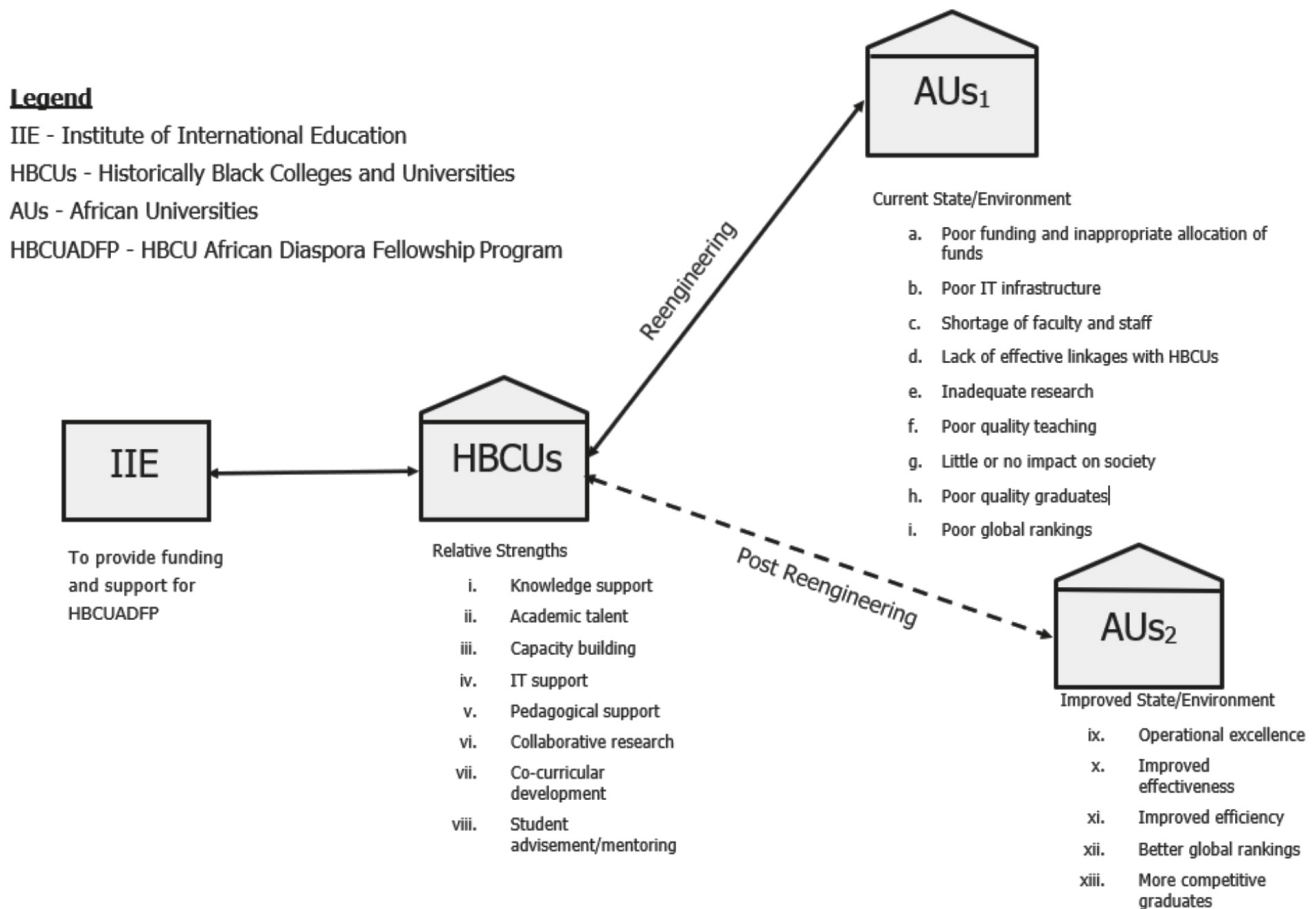 Legend
IIE - Institute of International Education
HBCUs - Historically Black Colleges and Universities
AUs - African Universities
HBCUADFP - HBCU African Diaspora Fellowship Program
IIE
To provide funding
and support for
HBCUADFP
HBCUs
Relative Strengths
i. Knowledge support
ii. Academic talent
iii. Capacity building
iv. IT support
v. Pedagogical support
vi. Collaborative research
vii. Co-curricular
development
viii. Student
advisement/mentoring
Reengineering
Post Reengineering
AUs₁
Current State/Environment
a. Poor funding and inappropriate allocation of
funds
b. Poor IT infrastructure
c. Shortage of faculty and staff
d. Lack of effective linkages with HBCUs
e. Inadequate research
f. Poor quality teaching
g. Little or no impact on society
h. Poor quality graduates
i. Poor global rankings
AUs₂
Improved State/Environment
ix. Operational excellence
x. Improved
effectiveness
xi. Improved efficiency
xii. Better global rankings
xiii. More competitive
graduates